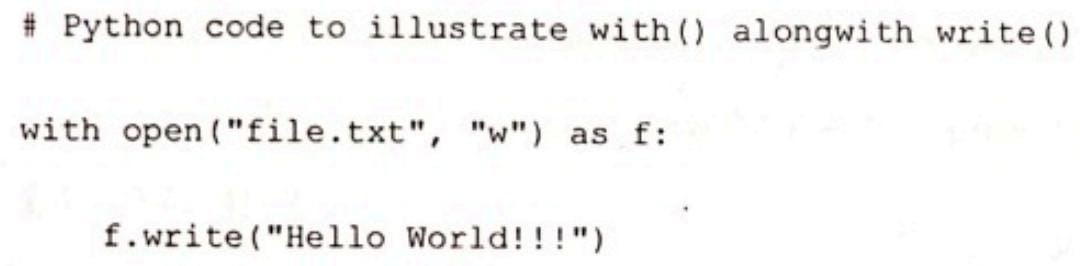 # Python code to illustrate with() alongwith write()
with open("file.txt", "w") as f:
f.write("Hello World!!!")